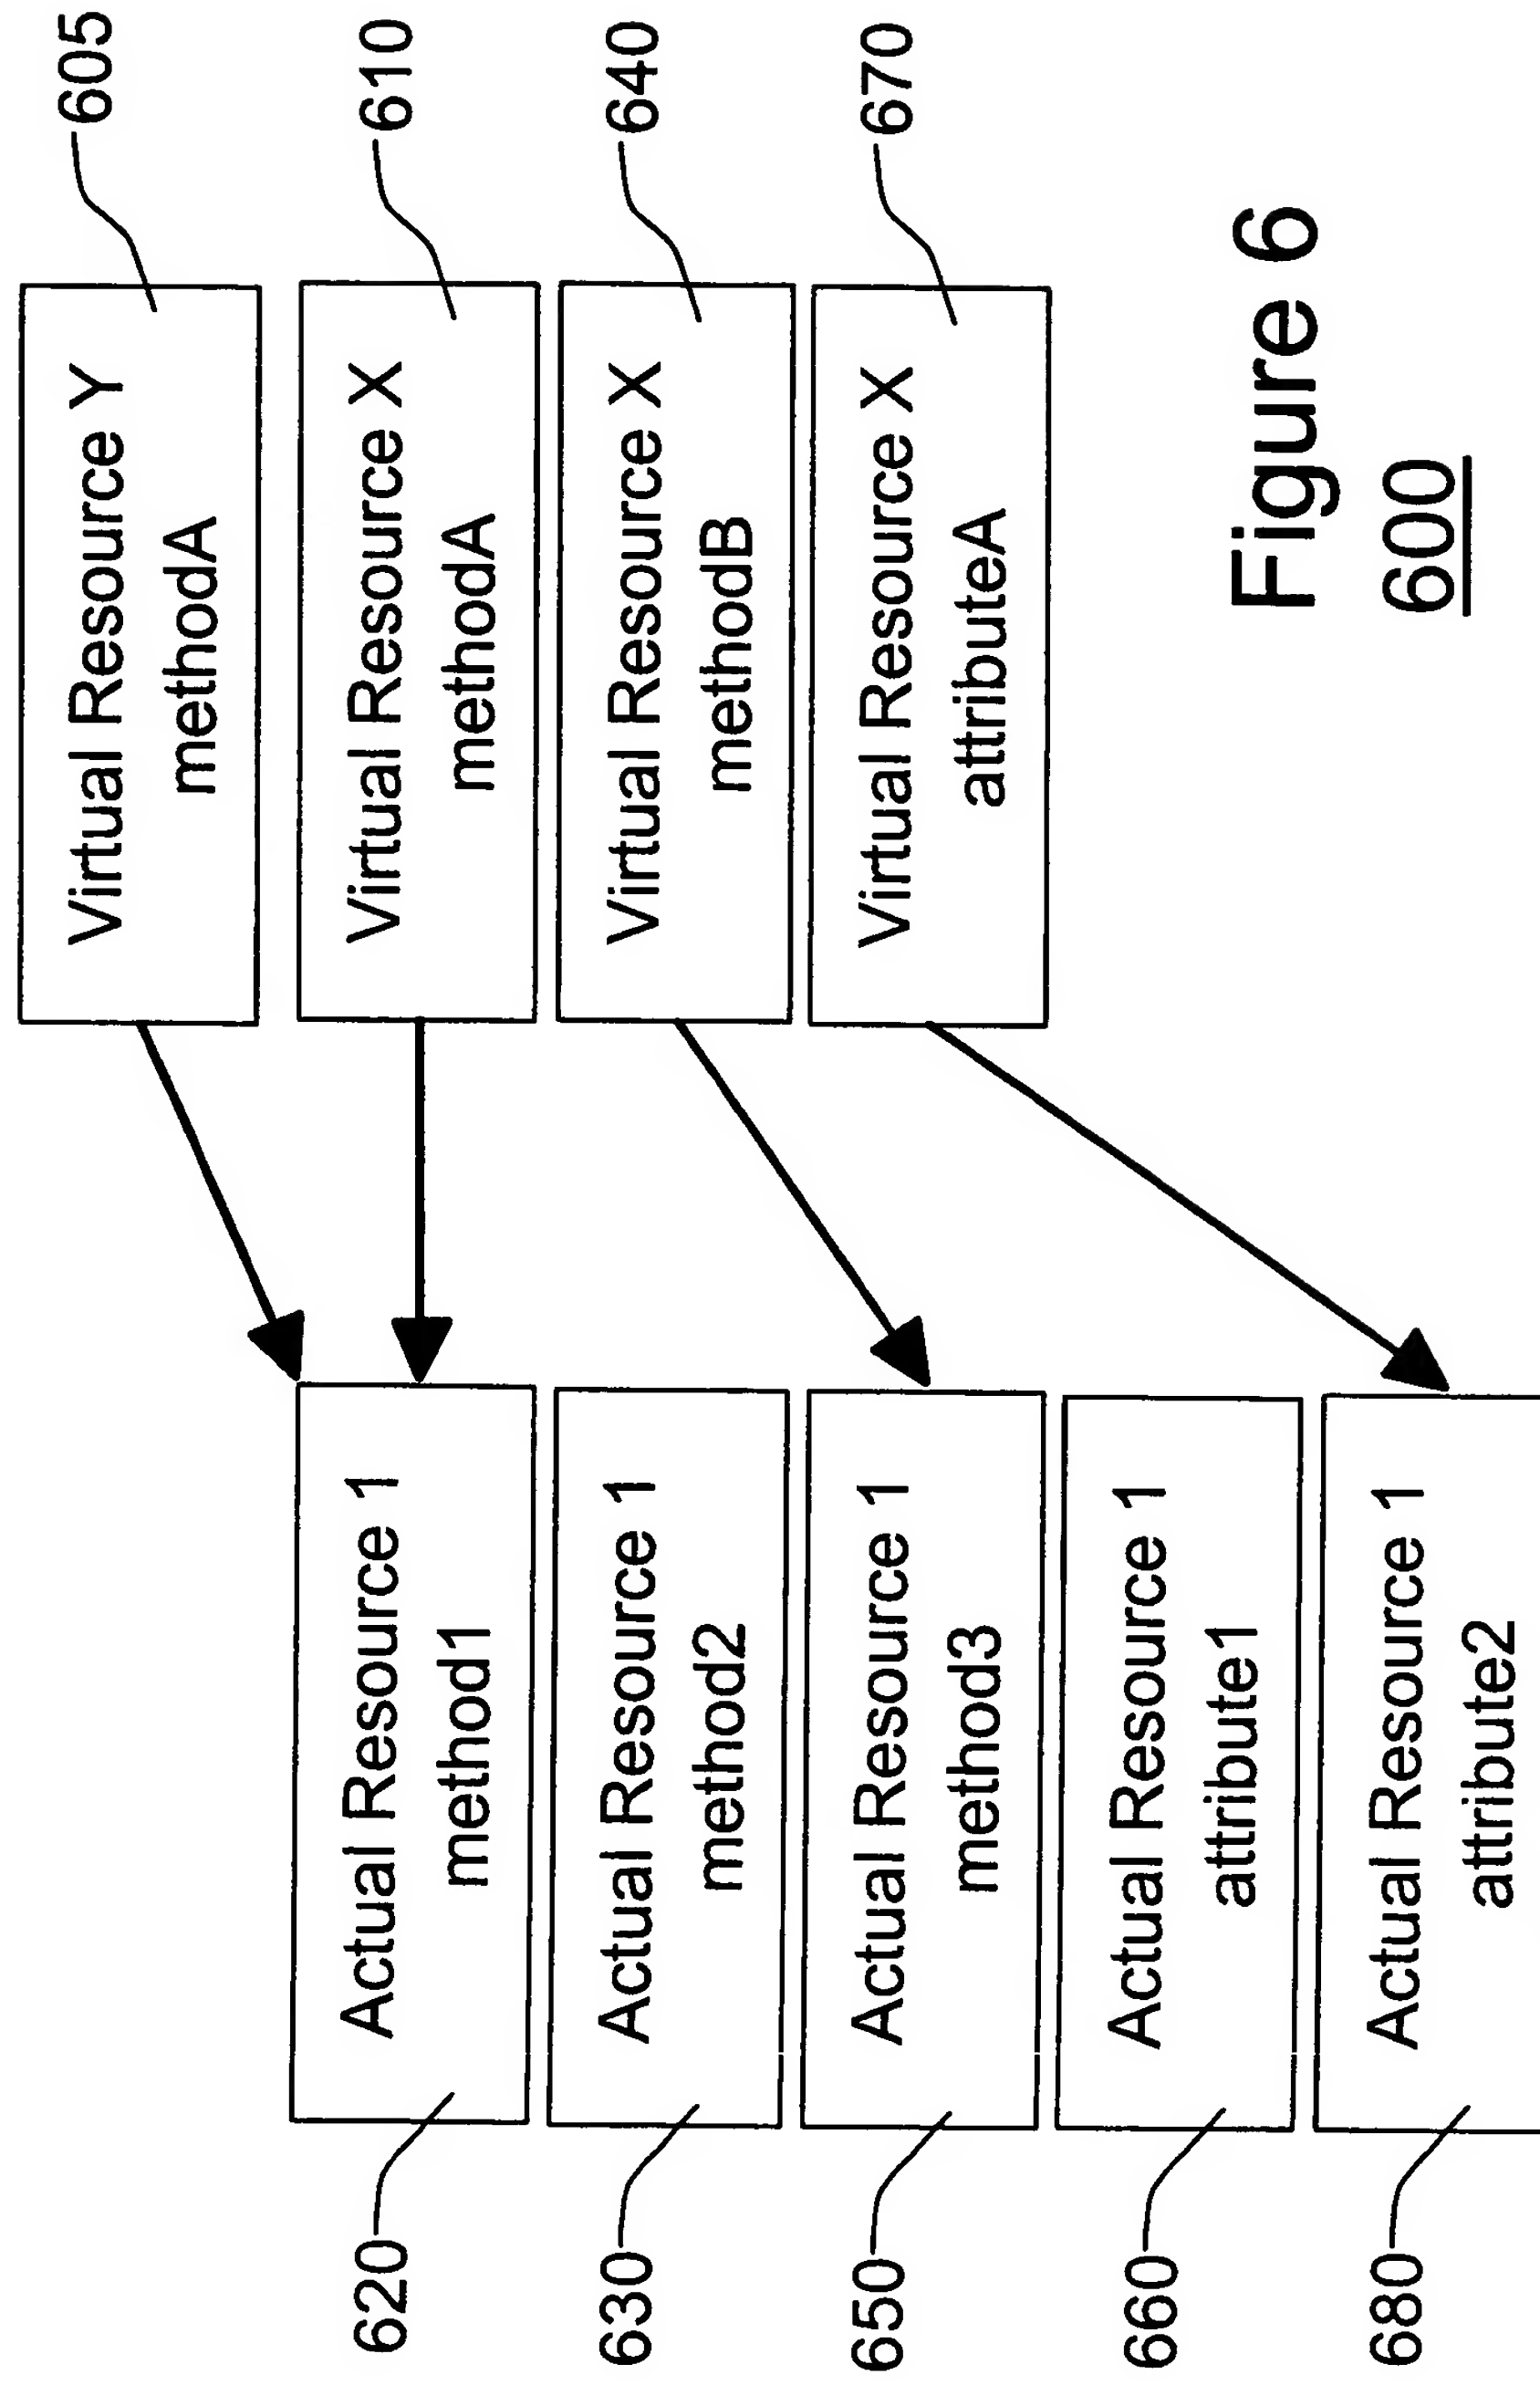 605
Virtual Resource Y
methodA
610
Virtual Resource X
methodA
640
Virtual Resource X
methodB
670
Virtual Resource X
attributeA
620
Actual Resource 1
method1
630
Actual Resource 1
method2
650
Actual Resource 1
method3
660
Actual Resource 1
attribute1
680
Actual Resource 1
attribute2
Figure 6
600